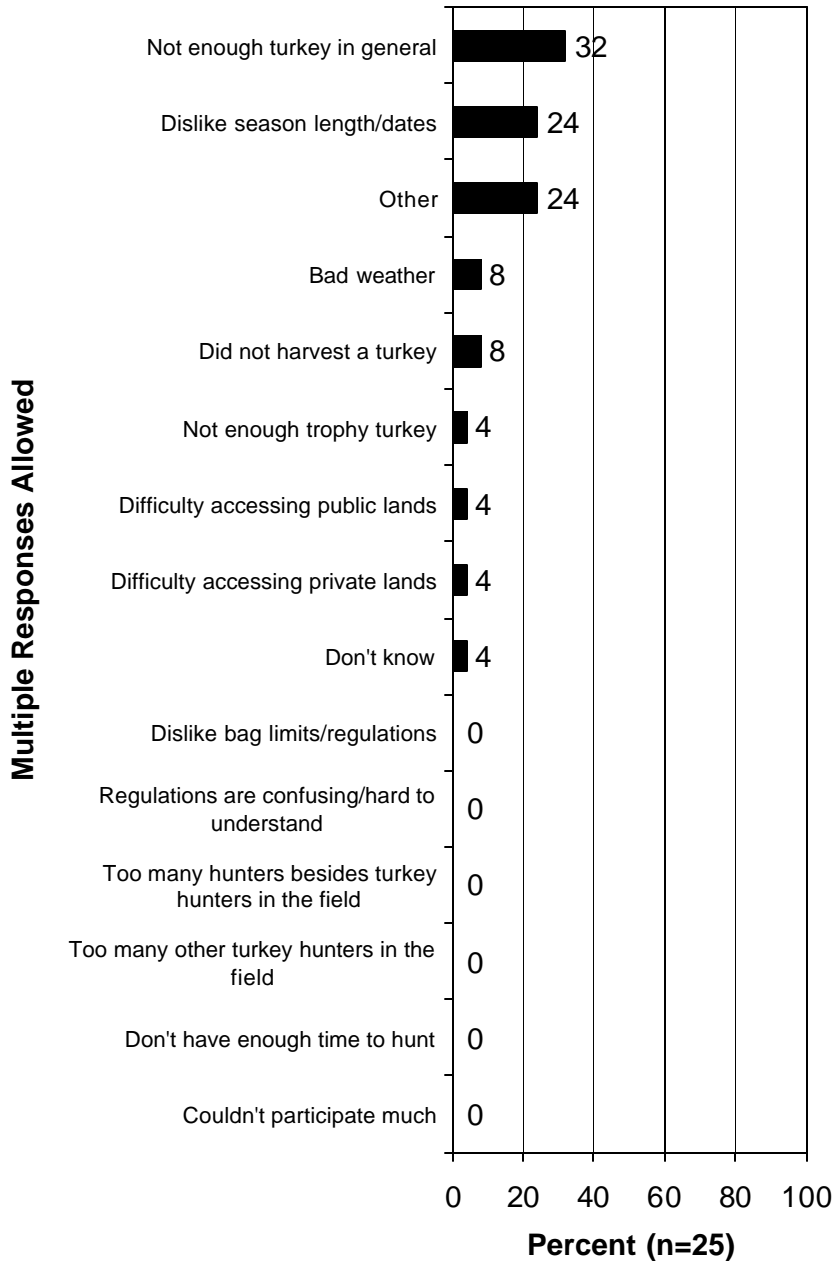 Multiple Responses Allowed
Not enough turkey in general 32
Dislike season length/dates 24
Other 24
Bad weather 8
Did not harvest a turkey 8
Not enough trophy turkey 4
Difficulty accessing public lands 4
Difficulty accessing private lands 4
Don't know 4
Dislike bag limits/regulations 0
Regulations are confusing/hard to
understand 0
Too many hunters besides turkey
hunters in the field 0
Too many other turkey hunters in the
field 0
Don't have enough time to hunt 0
Couldn't participate much 0
0 20 40 60 80 100
Percent (n=25)